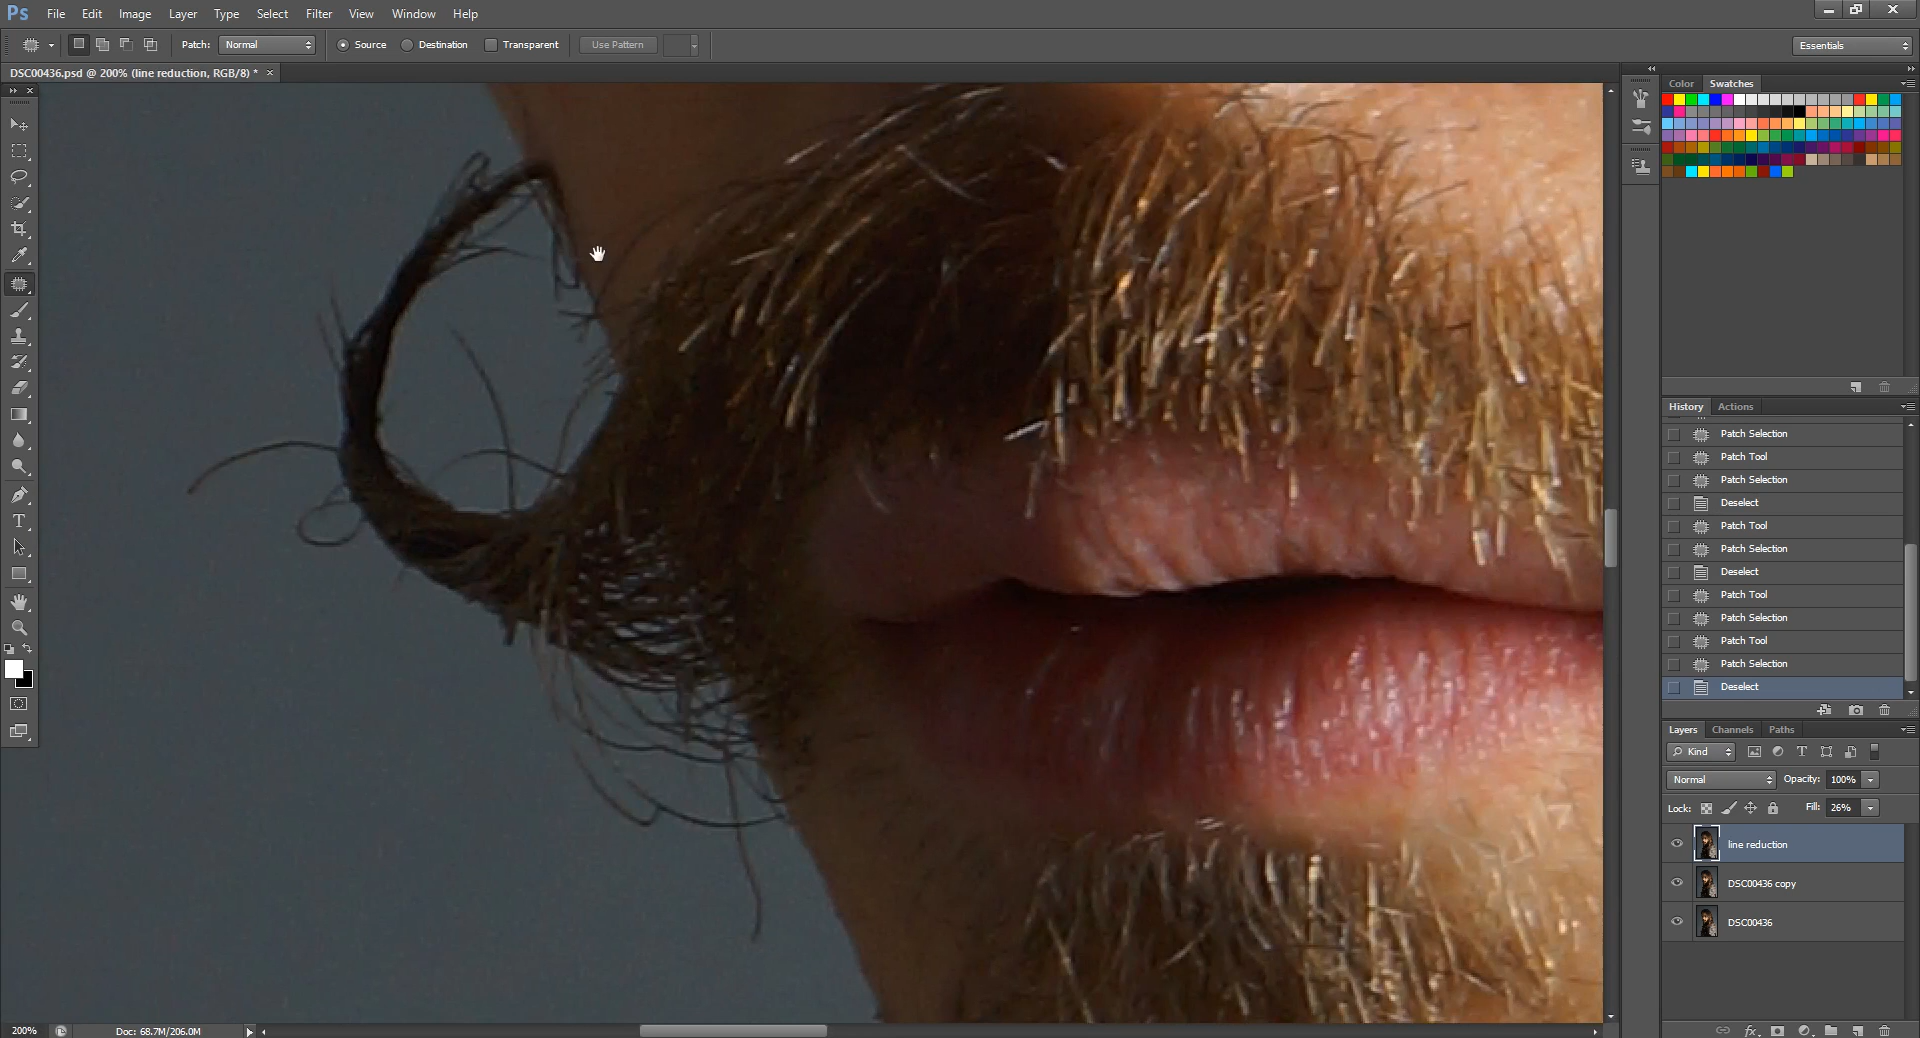 Ps File Edit Image Layer Type Select Filter View Window Help
Patch: Normal Source Destination Transparent Use Pattern Essentials
DSC00436.psd @ 200% (line reduction, RGB/8) * ×
Color Swatches
History Actions
Patch Selection
Patch Tool
Patch Selection
Deselect
Patch Tool
Patch Selection
Deselect
Patch Tool
Patch Selection
Patch Tool
Patch Selection
Deselect
Layers Channels Paths
Kind
Normal Opacity: 100%
Lock: Fill: 26%
line reduction
DSC00436 copy
DSC00436
200% Doc: 68.7M/206.0M